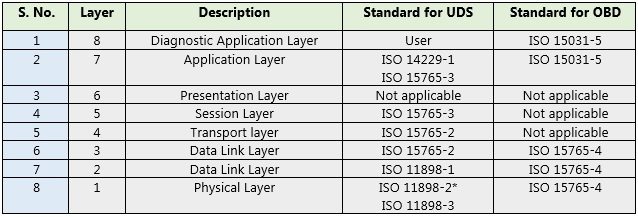 S. No. Layer Description Standard for UDS Standard for OBD
1 8 Diagnostic Application Layer User ISO 15031-5
2 7 Application Layer ISO 14229-1 ISO 15031-5
ISO 15765-3
3 6 Presentation Layer Not applicable Not applicable
4 5 Session Layer ISO 15765-3 Not applicable
5 4 Transport layer ISO 15765-2 Not applicable
6 3 Data Link Layer ISO 15765-2 ISO 15765-4
7 2 Data Link Layer ISO 11898-1 ISO 15765-4
8 1 Physical Layer ISO 11898-2* ISO 15765-4
ISO 11898-3